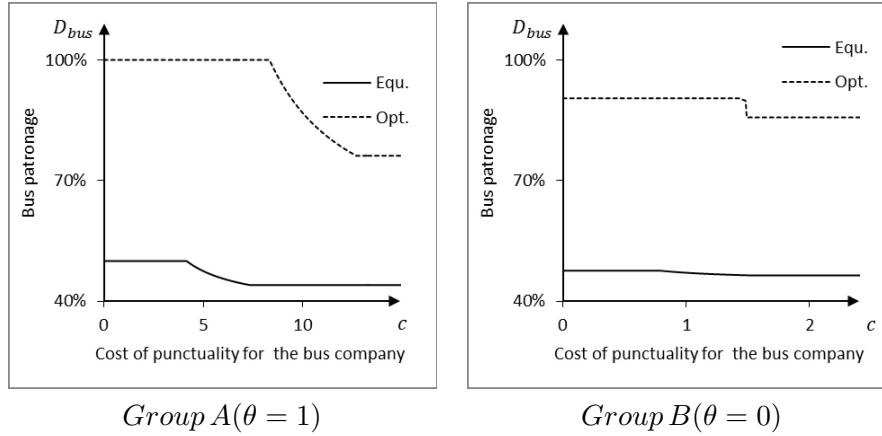 D_bus
100%
Equ.
Opt.
Bus patronage
70%
40%
0
5
10
c
Cost of punctuality for the bus company
Group A(θ = 1)
D_bus
100%
Equ.
Opt.
Bus patronage
70%
40%
0
1
2
c
Cost of punctuality for the bus company
Group B(θ = 0)